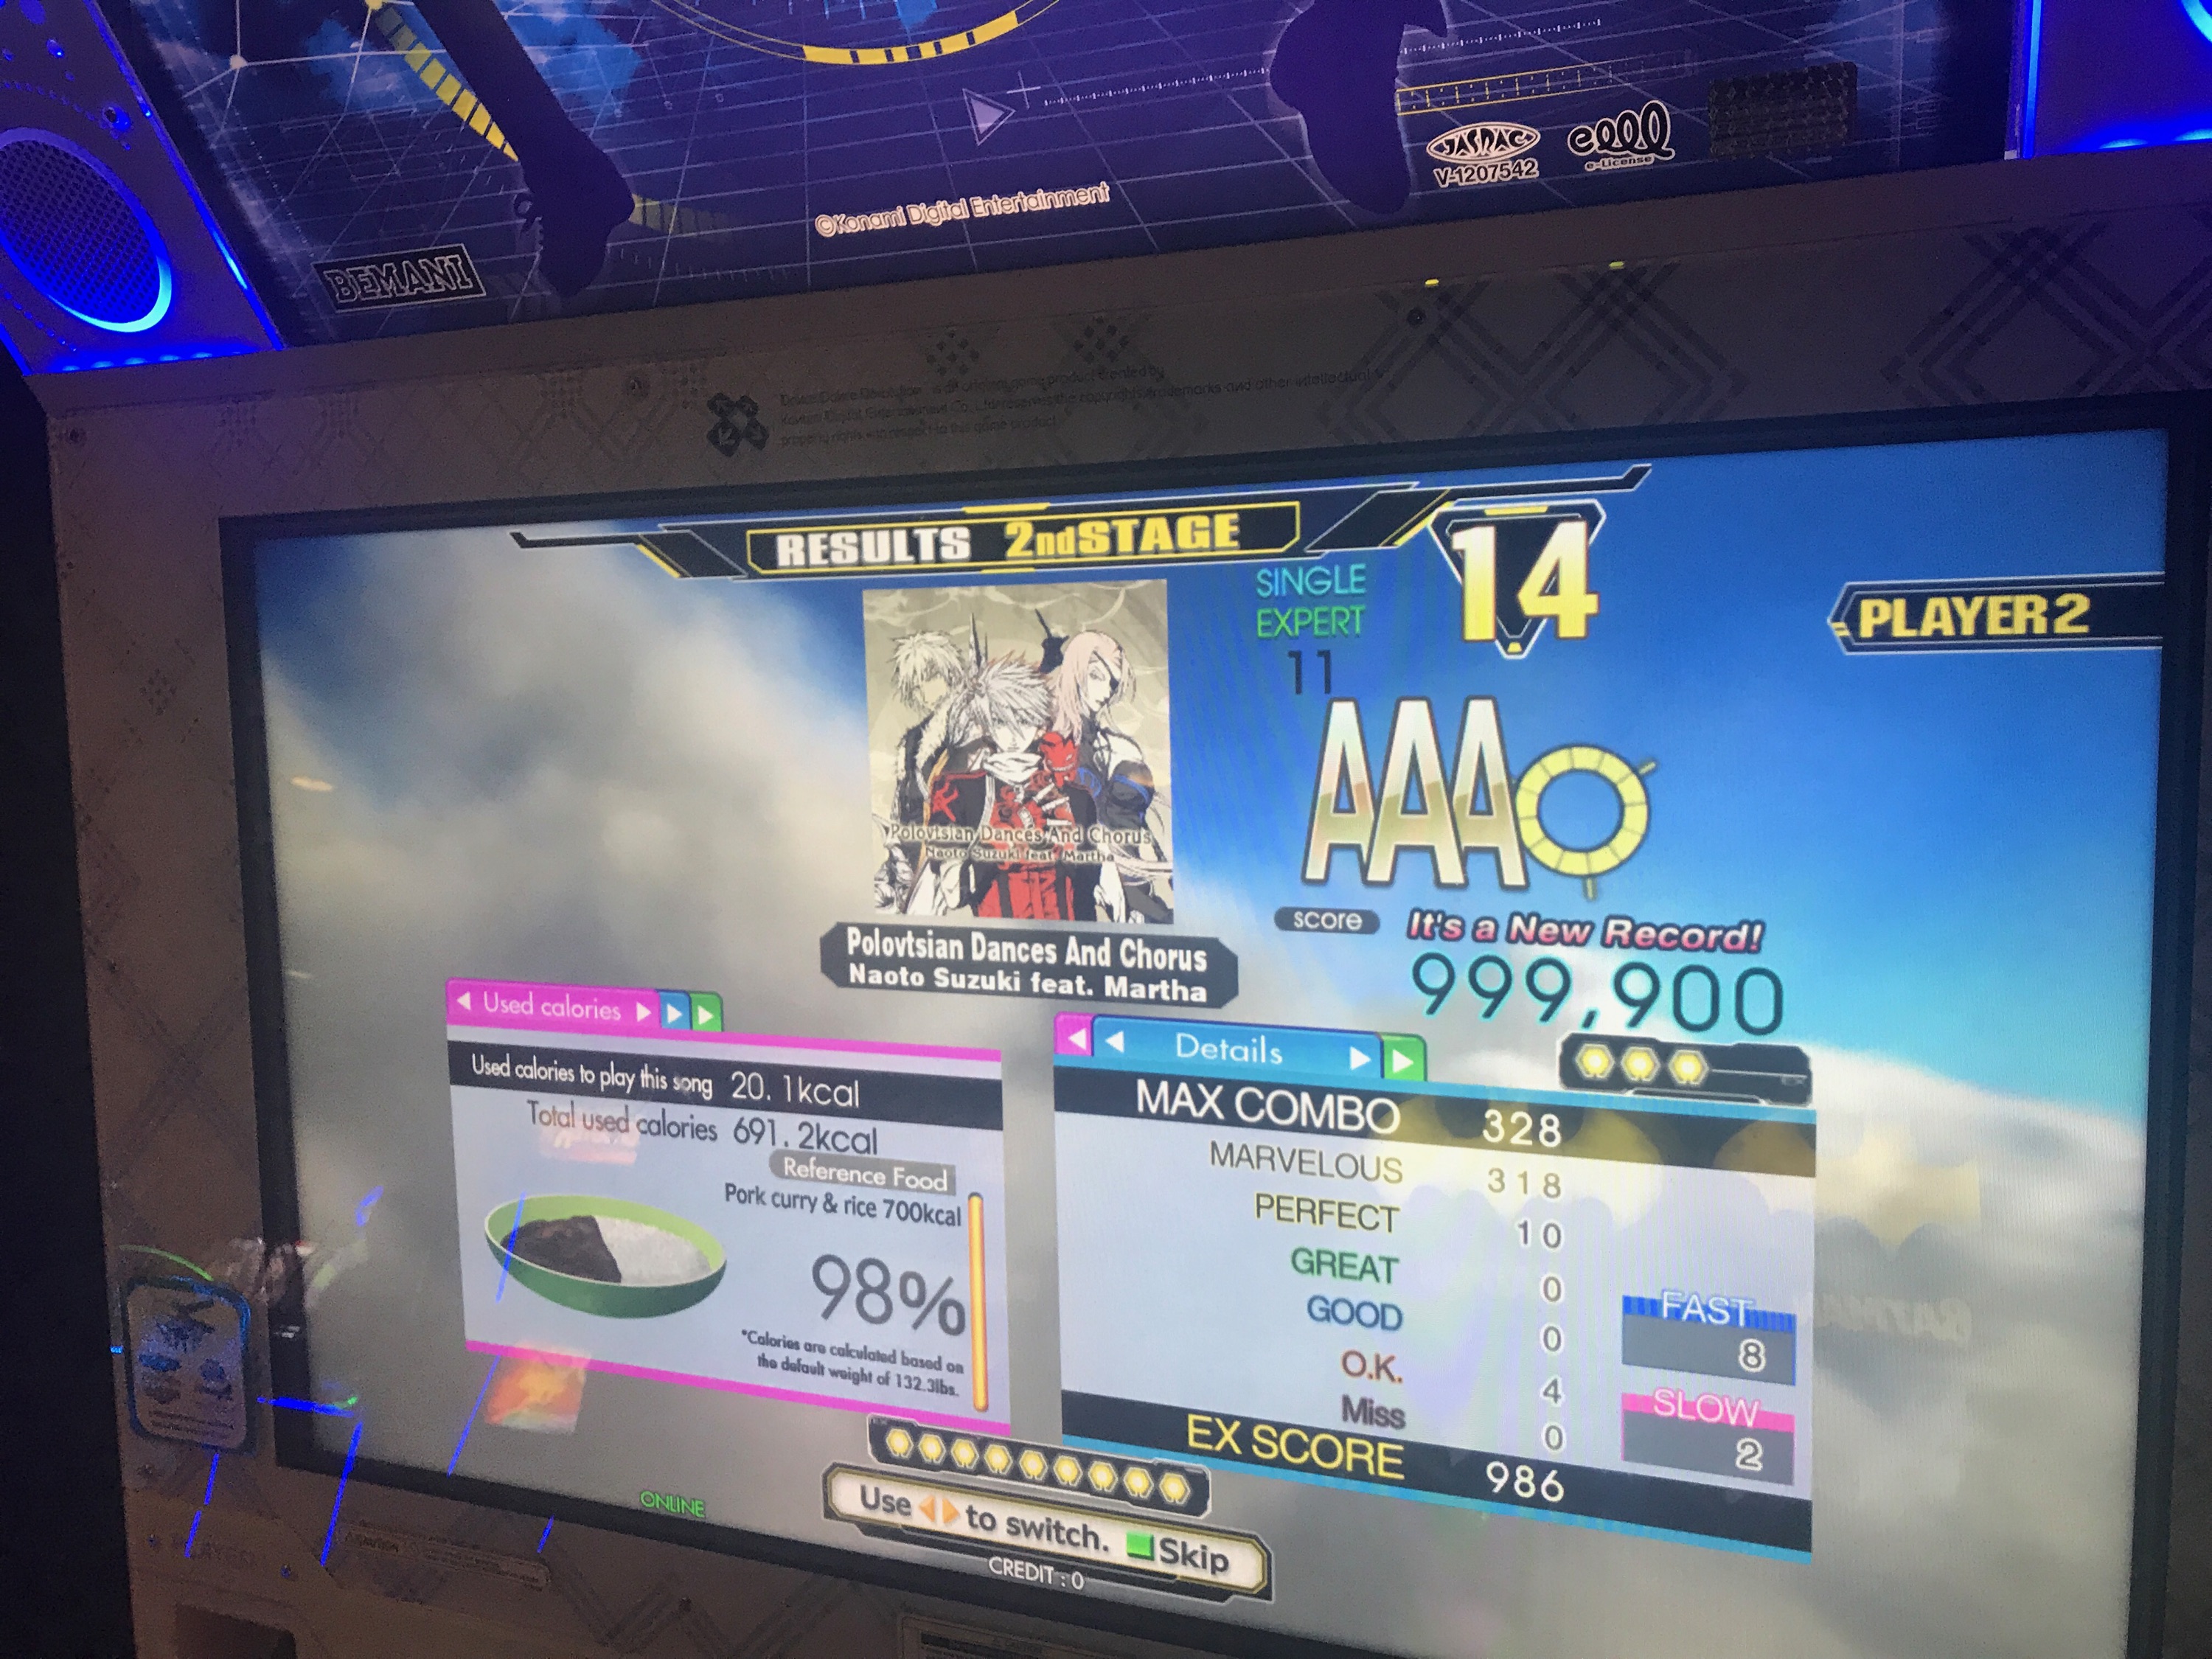 JASRAC
V-1207542
elll
e-License
©Konami Digital Entertainment
BEMANI
RESULTS 2ndSTAGE
14
SINGLE
EXPERT
11
PLAYER2
AAA
Polovtsian Dances And Chorus
Naoto Suzuki feat. Martha
score It's a New Record!
999,900
Polovtsian Dances And Chorus
Naoto Suzuki feat. Martha
Used calories
Used calories to play this song 20.1kcal
Total used calories 691.2kcal
Reference Food
Pork curry & rice 700kcal
98%
*Calories are calculated based on
the default weight of 132.3lbs.
Details
MAX COMBO 328
MARVELOUS 318
PERFECT 10
GREAT 0
GOOD 0
O.K. 4
Miss 0
EX SCORE 986
FAST
8
SLOW
2
ONLINE
Use to switch. Skip
CREDIT : 0